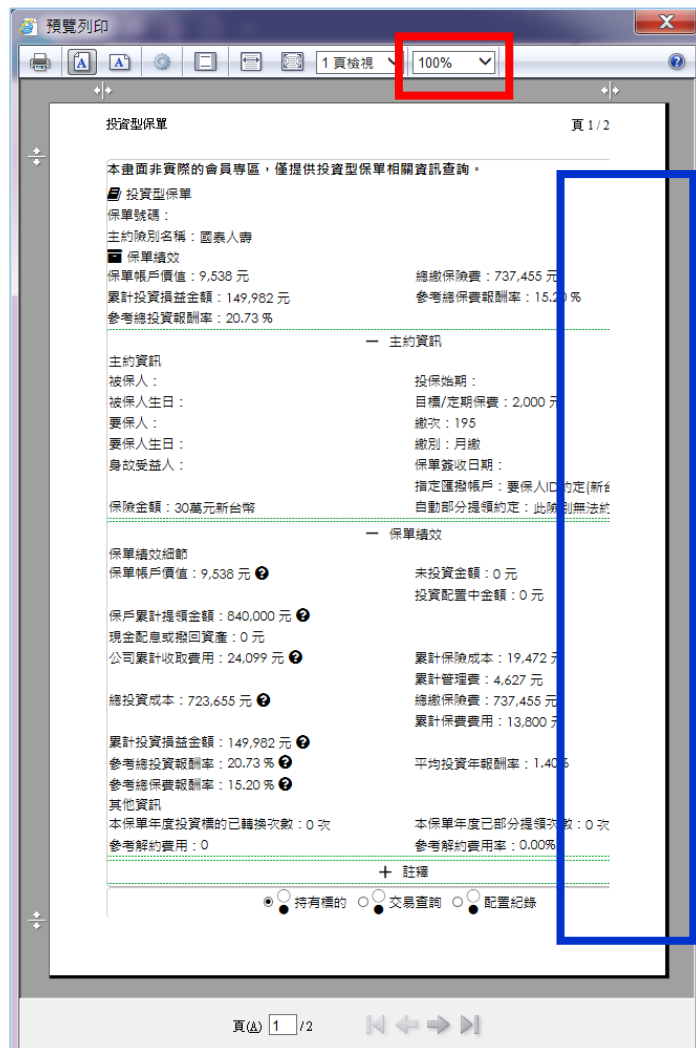 預覽列印
1 頁檢視 100%
投資型保單 頁 1/2
本畫面非實際的會員專區，僅提供投資型保單相關資訊查詢。
投資型保單
保單號碼：
主約險別名稱：國泰人壽
保單績效
保單帳戶價值：9,538 元 總繳保險費：737,455 元
累計投資損益金額：149,982 元 參考總保費報酬率：15.20 %
參考總投資報酬率：20.73 %
一 主約資訊
主約資訊
被保人： 投保始期：
被保人生日： 目標/定期保費：2,000 元
要保人： 繳次：195
要保人生日： 繳別：月繳
身故受益人： 保單簽收日期：
指定匯撥帳戶：要保人ID約定(新台
保險金額：30萬元新台幣 自動部分提領約定：此險別無法約
一 保單績效
保單績效細節
保單帳戶價值：9,538 元 ? 未投資金額：0 元
投資配置中金額：0 元
保戶累計提領金額：840,000 元 ?
現金配息或撥回資產：0 元
公司累計收取費用：24,099 元 ? 累計保險成本：19,472 元
累計管理費：4,627 元
總投資成本：723,655 元 ? 總繳保險費：737,455 元
累計保費費用：13,800 元
累計投資損益金額：149,982 元 ?
參考總投資報酬率：20.73 % ? 平均投資年報酬率：1.40%
參考總保費報酬率：15.20 % ?
其他資訊
本保單年度投資標的已轉換次數：0 次 本保單年度已部分提領次數：0 次
參考解約費用：0 參考解約費用率：0.00%
＋ 註釋
持有標的 交易查詢 配置紀錄
頁(A) 1 /2